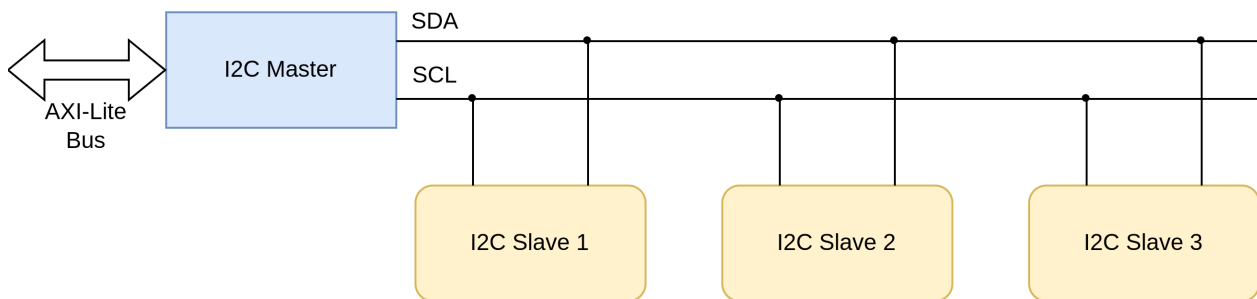 SDA
I2C Master
SCL
AXI-Lite
Bus
I2C Slave 1
I2C Slave 2
I2C Slave 3